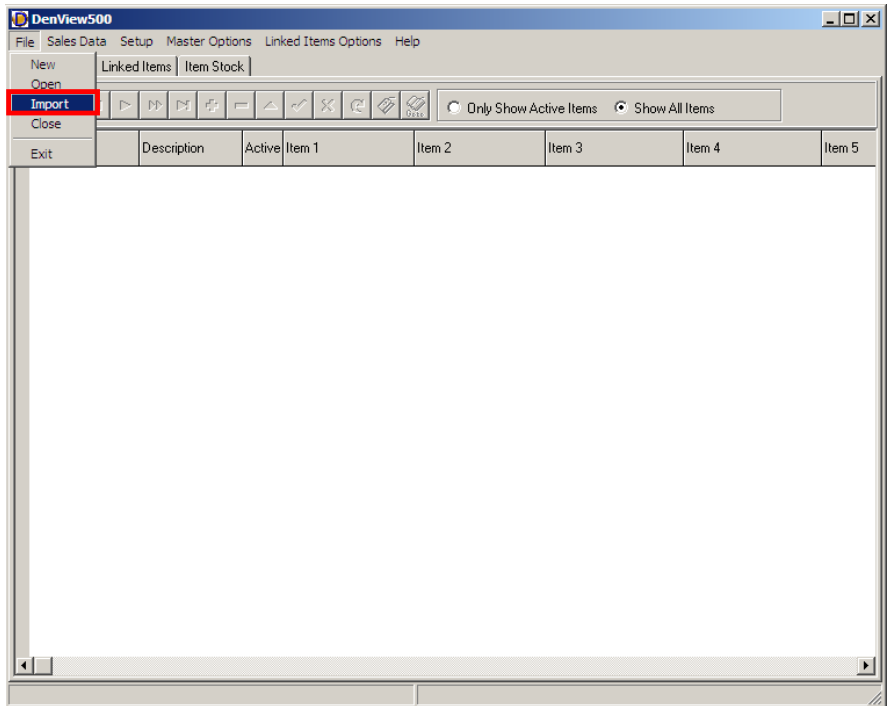 DenView500
File Sales Data Setup Master Options Linked Items Options Help
New
Open
Import
Close
Exit
Linked Items Item Stock
Goto Only Show Active Items Show All Items
Description Active Item 1 Item 2 Item 3 Item 4 Item 5